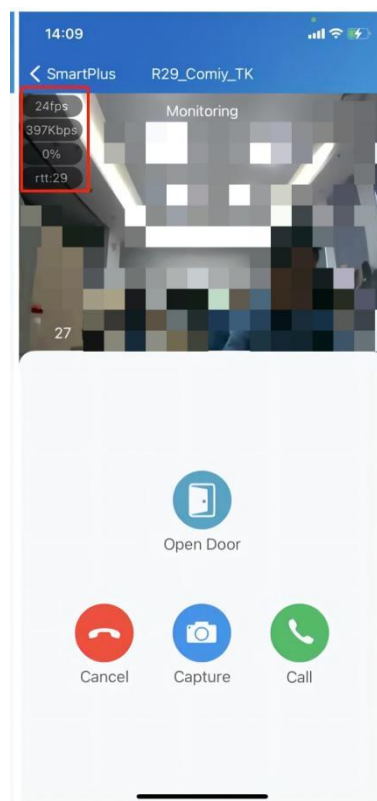 14:09
SmartPlus R29_Comiy_TK
24fps
Monitoring
397Kbps
0%
rtt:29
27
Open Door
Cancel Capture Call